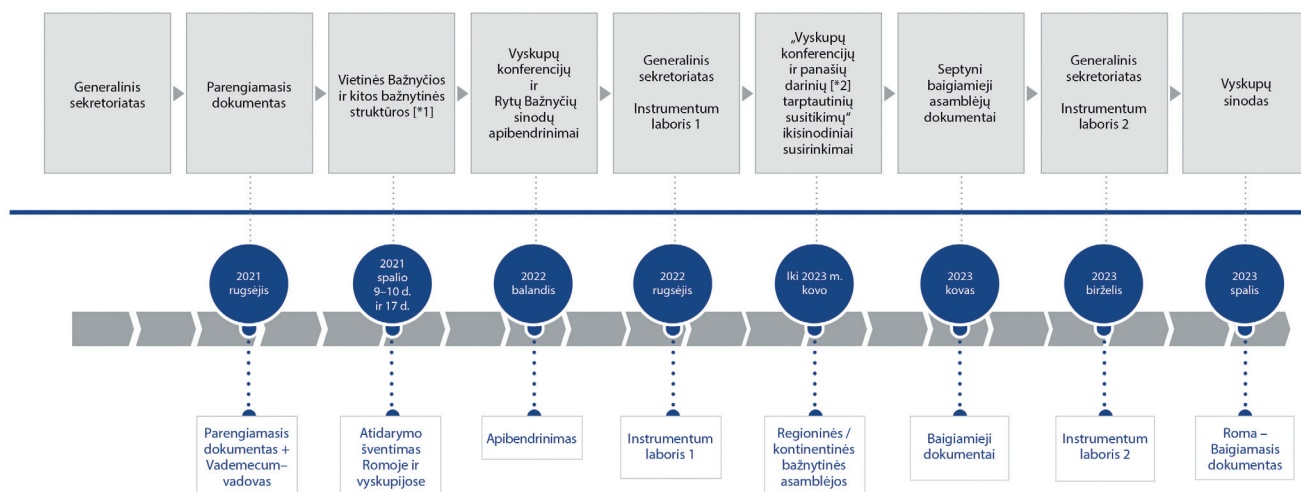 Generalinis
sekretoriatas
Parengiamasis
dokumentas
Vietinės Bažnyčios
ir kitos bažnytinės
struktūros [*1]
Vyskupų
konferencijų
ir
Rytų Bažnyčių
sinodų
apibendrinimai
Generalinis
sekretoriatas
Instrumentum
laboris 1
„Vyskupų
konferencijų
ir panašių
darinių [*2]
tarptautinių
susitikimų“
ikisinodiniai
susirinkimai
Septyni
baigiamieji
asamblėjų
dokumentai
Generalinis
sekretoriatas
Instrumentum
laboris 2
Vyskupų
sinodas
2021
rugsėjis
2021
spalio
9–10 d.
ir 17 d.
2022
balandis
2022
rugsėjis
Iki 2023 m.
kovo
2023
kovas
2023
birželis
2023
spalis
Parengiamasis
dokumentas +
Vademecum–
vadovas
Atidarymo
šventimas
Romoje ir
vyskupijose
Apibendrinimas
Instrumentum
laboris 1
Regioninės /
kontinentinės
bažnytinės
asamblėjos
Baigiamieji
dokumentai
Instrumentum
laboris 2
Roma –
Baigiamasis
dokumentas